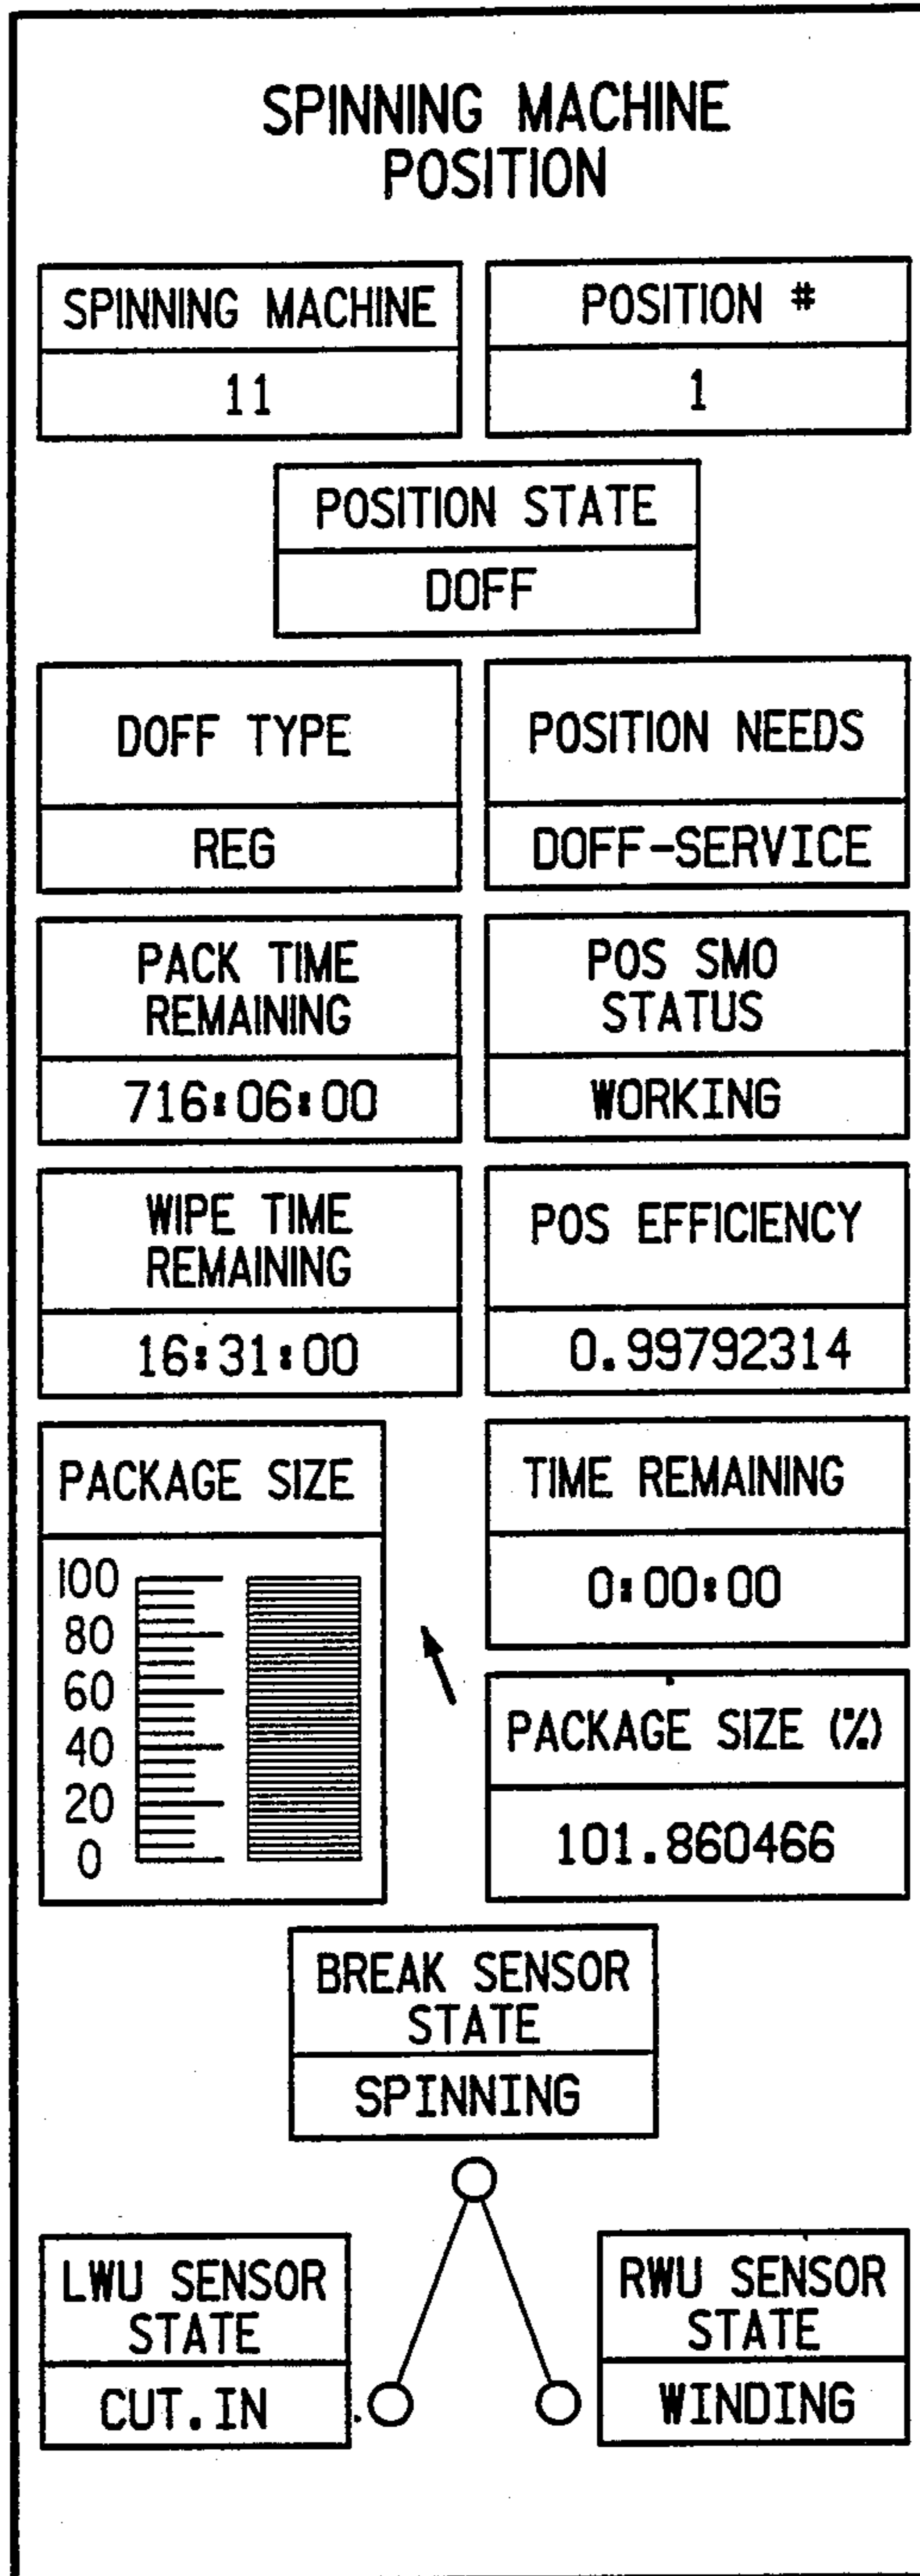 SPINNING MACHINE
POSITION
SPINNING MACHINE
11
POSITION #
1
POSITION STATE
DOFF
DOFF TYPE
REG
POSITION NEEDS
DOFF-SERVICE
PACK TIME
REMAINING
716:06:00
POS SMO
STATUS
WORKING
WIPE TIME
REMAINING
16:31:00
POS EFFICIENCY
0.99792314
PACKAGE SIZE
100
80
60
40
20
0
TIME REMAINING
0:00:00
PACKAGE SIZE (%)
101.860466
BREAK SENSOR
STATE
SPINNING
LWU SENSOR
STATE
CUT.IN
RWU SENSOR
STATE
WINDING